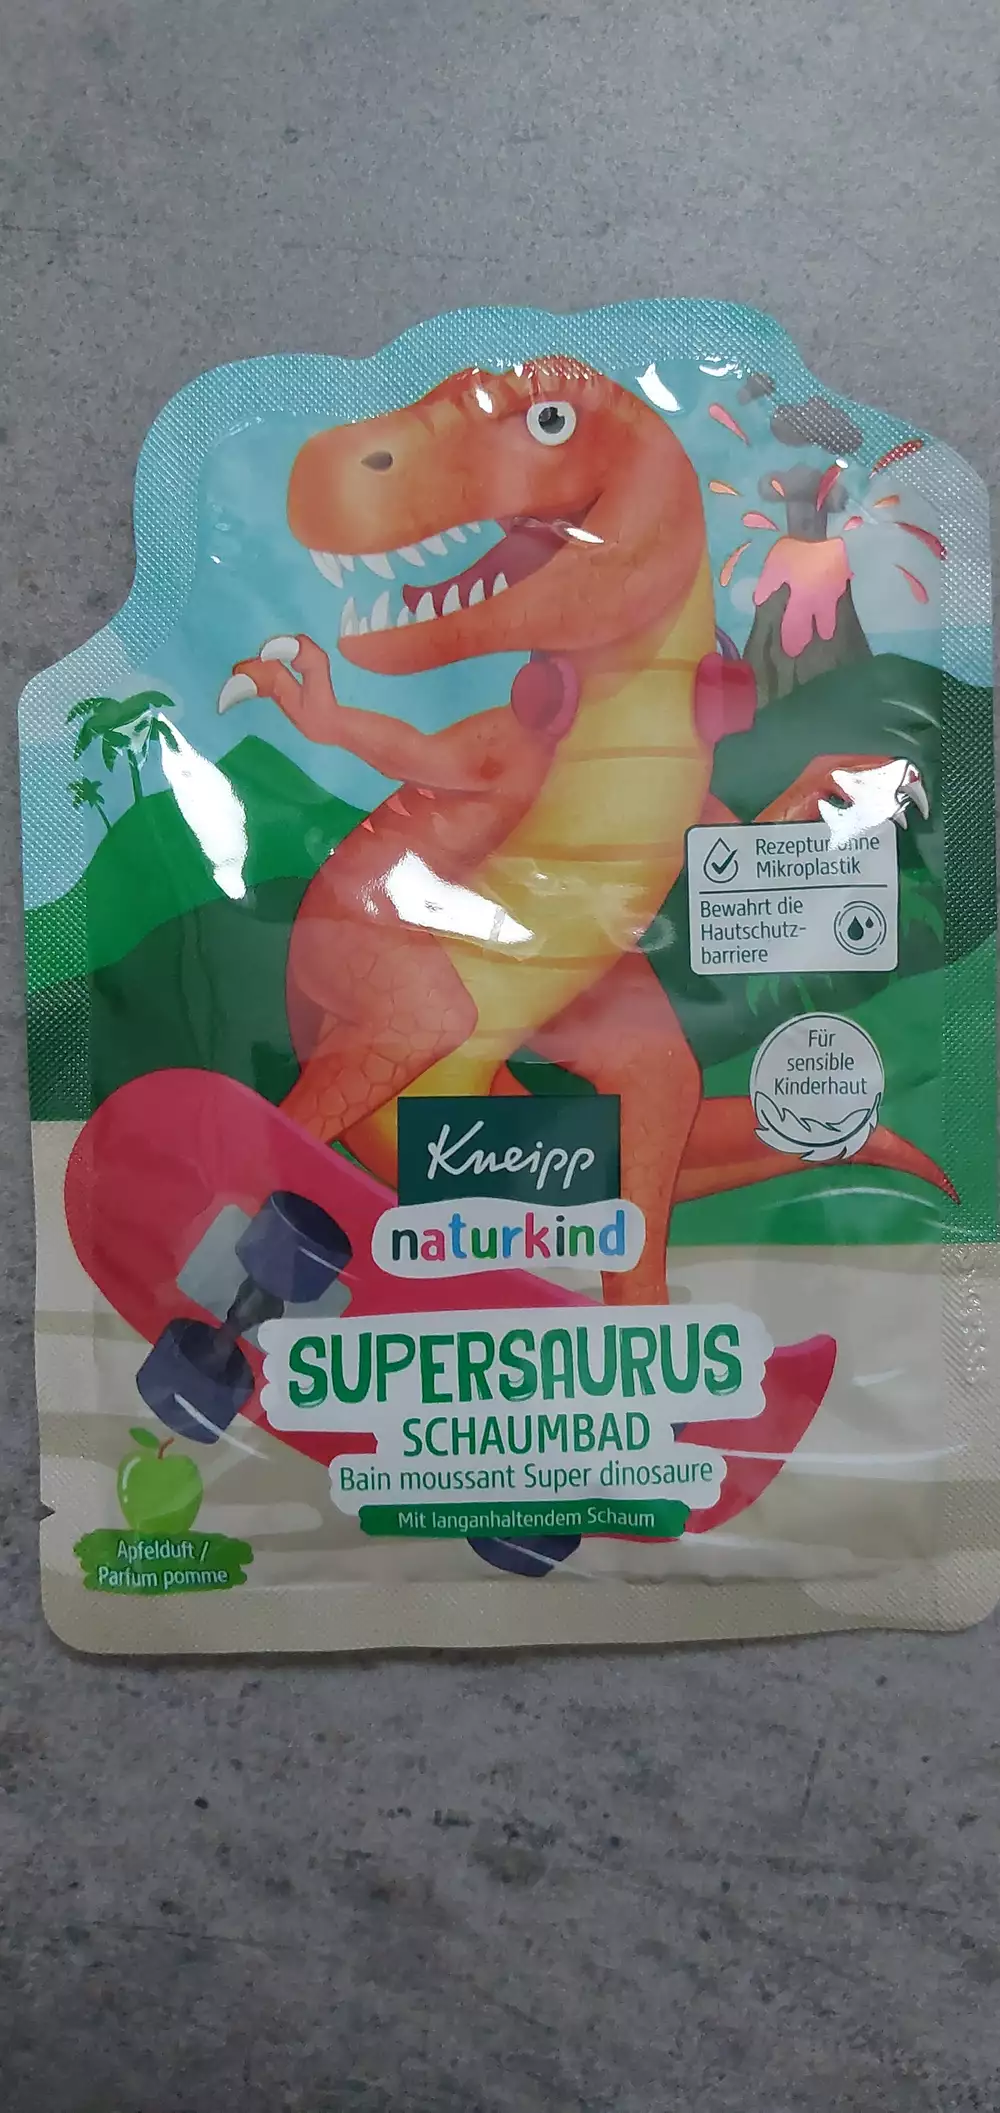 Rezeptur ohne
Mikroplastik
Bewahrt die
Hautschutz-
barriere
Für
sensible
Kinderhaut
Kneipp
naturkind
SUPERSAURUS
SCHAUMBAD
Bain moussant Super dinosaure
Mit langanhaltendem Schaum
Apfelduft /
Parfum pomme